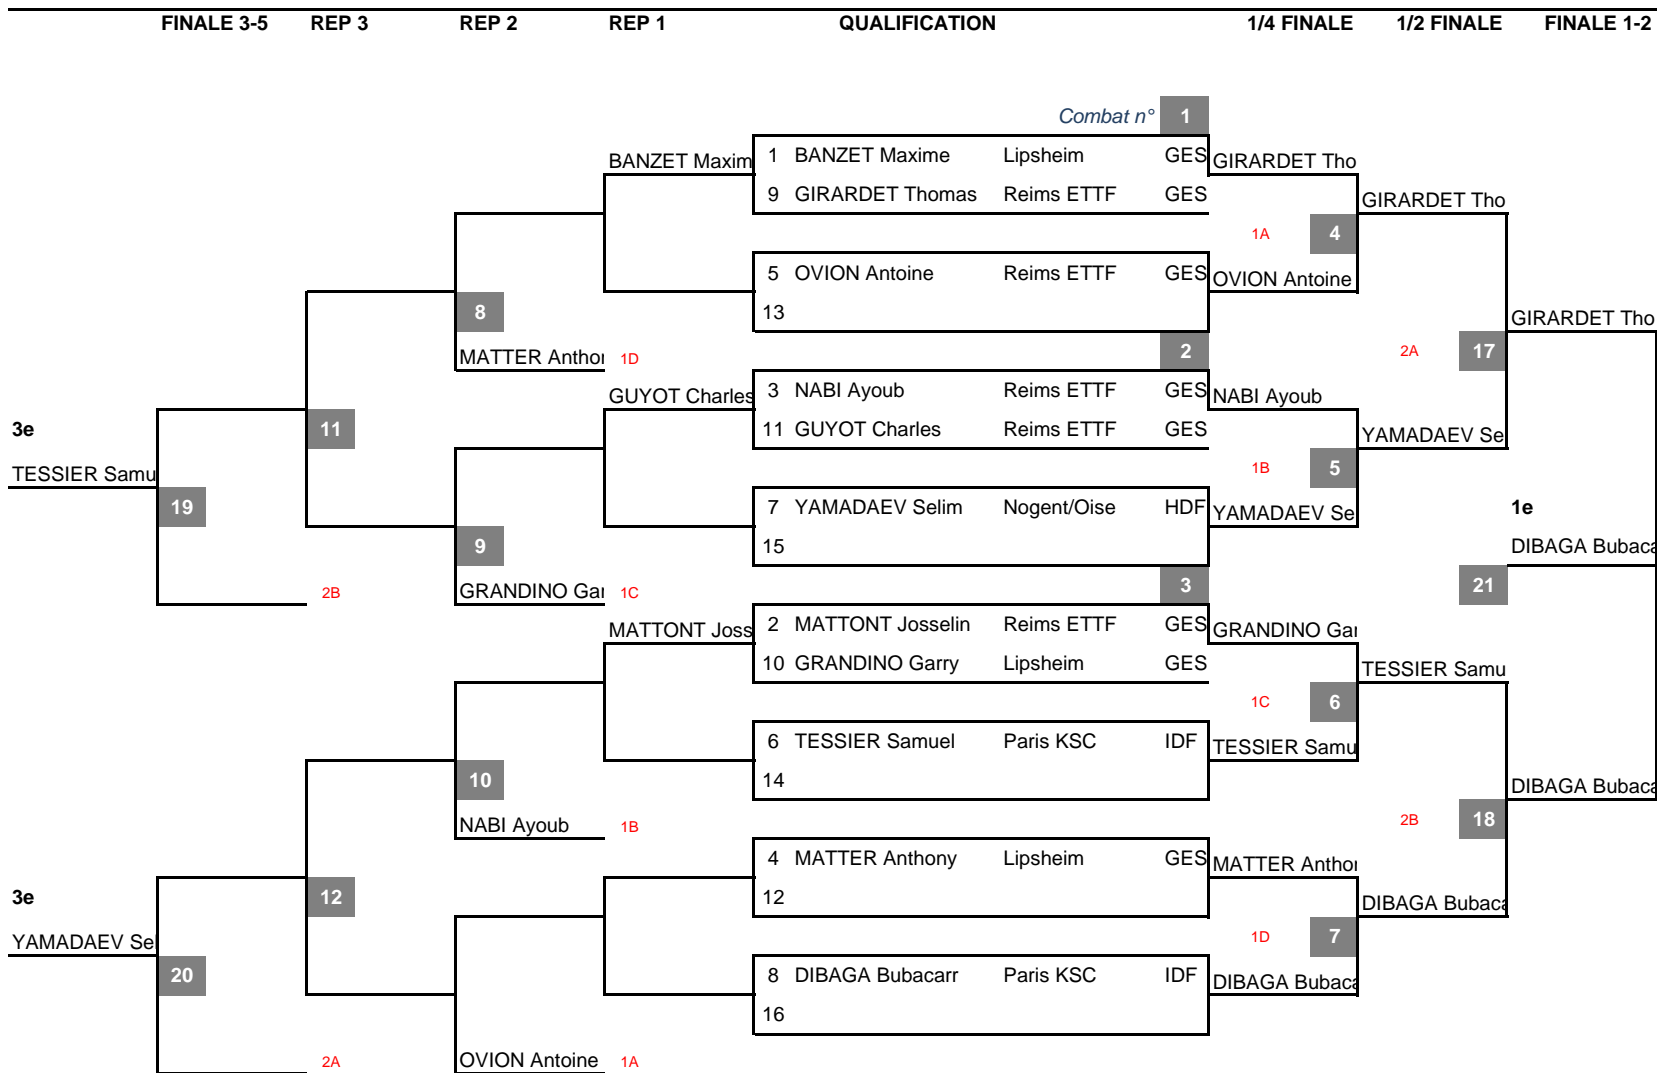 FINALE 3-5 REP 3 REP 2 REP 1 QUALIFICATION 1/4 FINALE 1/2 FINALE FINALE 1-2
Combat n° 1
BANZET Maxim 1 BANZET Maxime Lipsheim GES GIRARDET Tho
9 GIRARDET Thomas Reims ETTF GES GIRARDET Tho
1A 4
5 OVION Antoine Reims ETTF GES OVION Antoine
8 13 GIRARDET Tho
MATTER Anthor 1D 2 2A 17
GUYOT Charles 3 NABI Ayoub Reims ETTF GES NABI Ayoub
3e 11 11 GUYOT Charles Reims ETTF GES YAMADAEV Se
TESSIER Samu 1B 5
19 7 YAMADAEV Selim Nogent/Oise HDF YAMADAEV Se 1e
9 15 DIBAGA Bubaca
2B GRANDINO Gar 1C 3 21
MATTONT Joss 2 MATTONT Josselin Reims ETTF GES GRANDINO Gar
10 GRANDINO Garry Lipsheim GES TESSIER Samu
1C 6
6 TESSIER Samuel Paris KSC IDF TESSIER Samu
10 14 DIBAGA Bubaca
NABI Ayoub 1B 2B 18
4 MATTER Anthony Lipsheim GES MATTER Anthor
3e 12 12 DIBAGA Bubaca
YAMADAEV Sel 1D 7
20 8 DIBAGA Bubacarr Paris KSC IDF DIBAGA Bubaca
16
2A OVION Antoine 1A